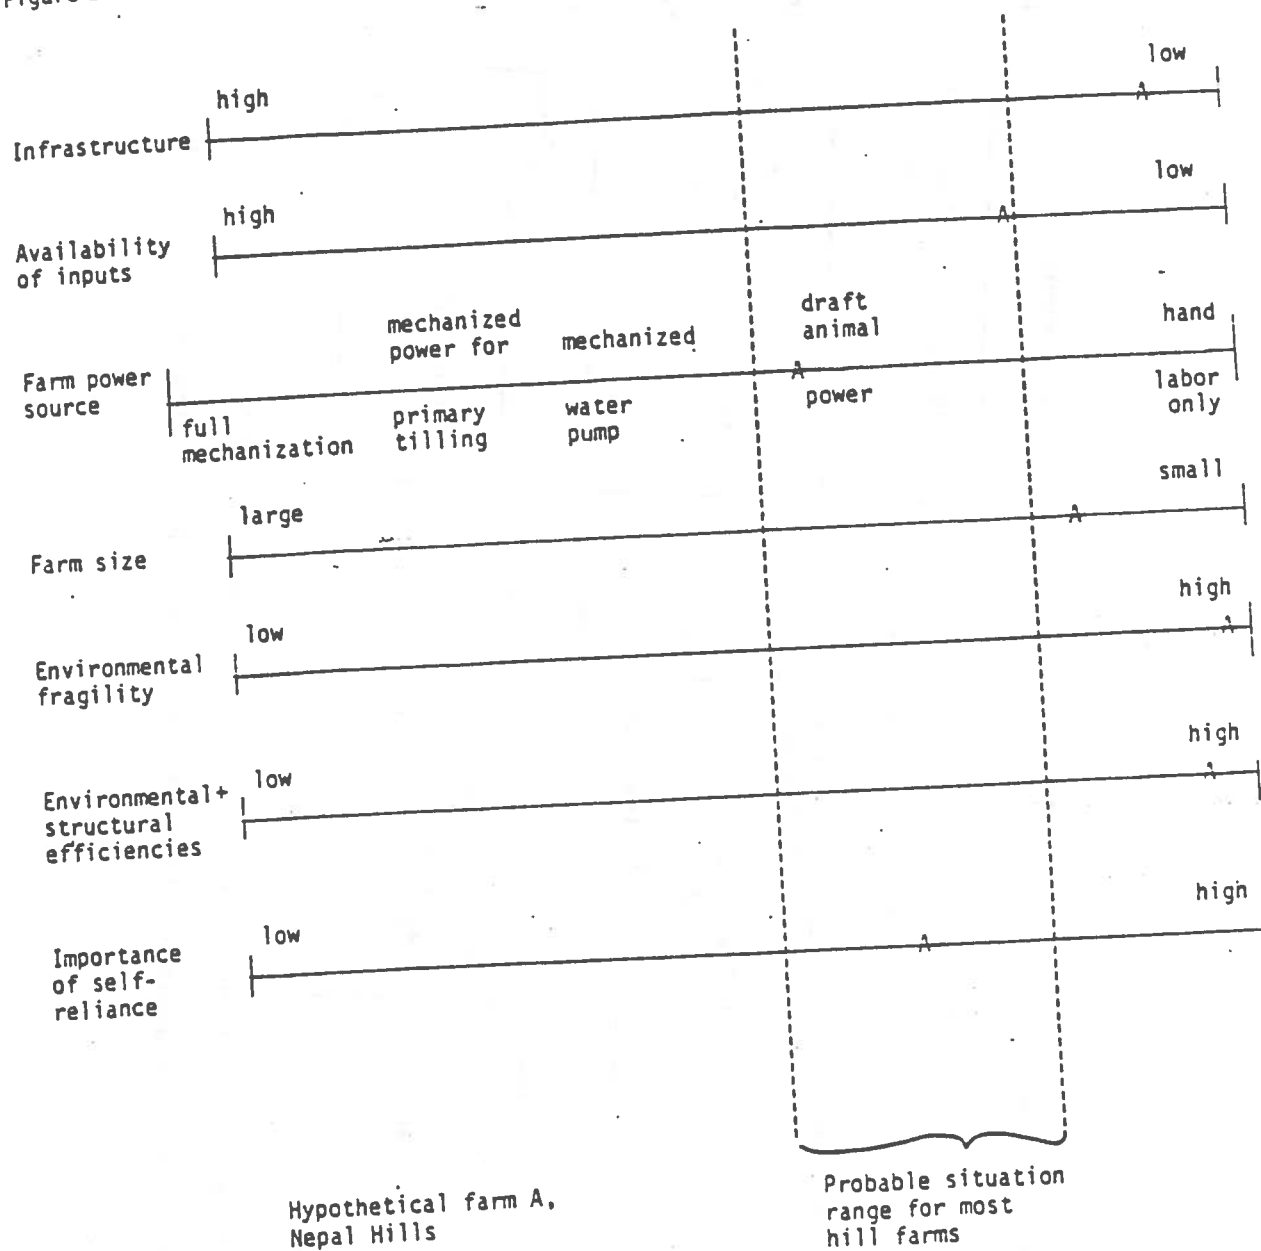 Figure
high
low
Infrastructure
A
high
low
Availability
of inputs
A
mechanized
power for
mechanized
draft
animal
hand
Farm power
source
A
full
mechanization
primary
tilling
water
pump
power
labor
only
large
small
Farm size
A
low
high
Environmental
fragility
A
low
high
Environmental+
structural
efficiencies
A
low
high
Importance
of self-
reliance
A
Hypothetical farm A,
Nepal Hills
Probable situation
range for most
hill farms